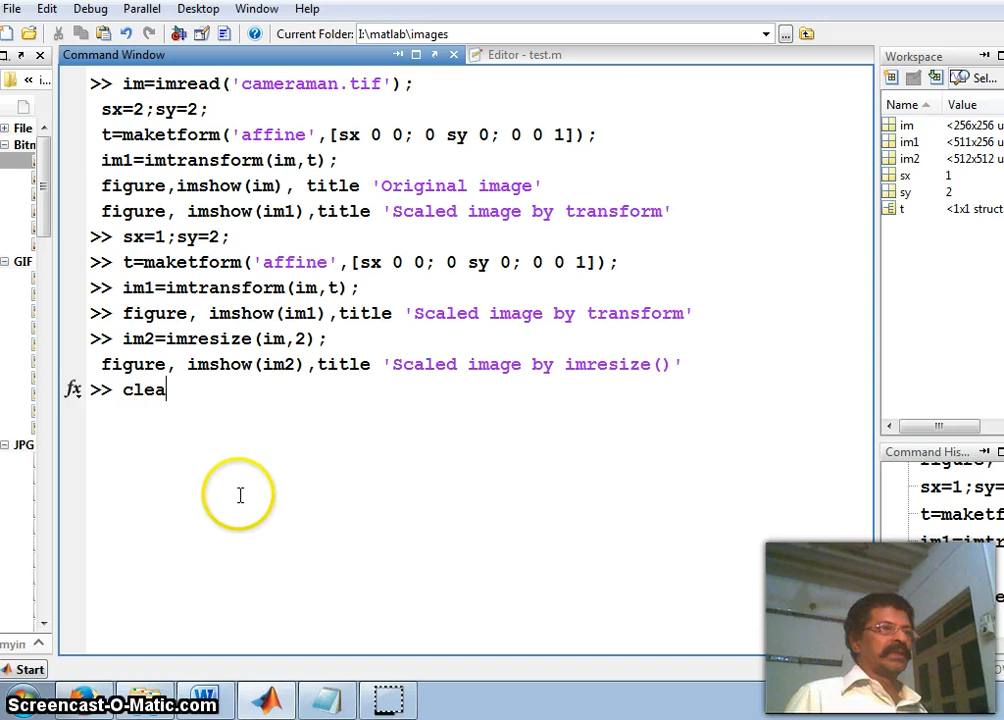 File Edit Debug Parallel Desktop Window Help
Current Folder: I:\matlab\images ...
Command Window Editor - test.m Workspace
« i... Sel...
Name Value
File
Bitn
GIF
JPG
>> im=imread('cameraman.tif');
sx=2;sy=2;
t=maketform('affine',[sx 0 0; 0 sy 0; 0 0 1]);
im1=imtransform(im,t);
figure,imshow(im), title 'Original image'
figure, imshow(im1),title 'Scaled image by transform'
>> sx=1;sy=2;
>> t=maketform('affine',[sx 0 0; 0 sy 0; 0 0 1]);
>> im1=imtransform(im,t);
>> figure, imshow(im1),title 'Scaled image by transform'
>> im2=imresize(im,2);
figure, imshow(im2),title 'Scaled image by imresize()'
fx >> clea
im <256x256 u
im1 <511x256 u
im2 <512x512 u
sx 1
sy 2
t <1x1 struct
Command His...
sx=1;sy=
t=maketf
im1=imtr
myin
Start
Screencast-O-Matic.com